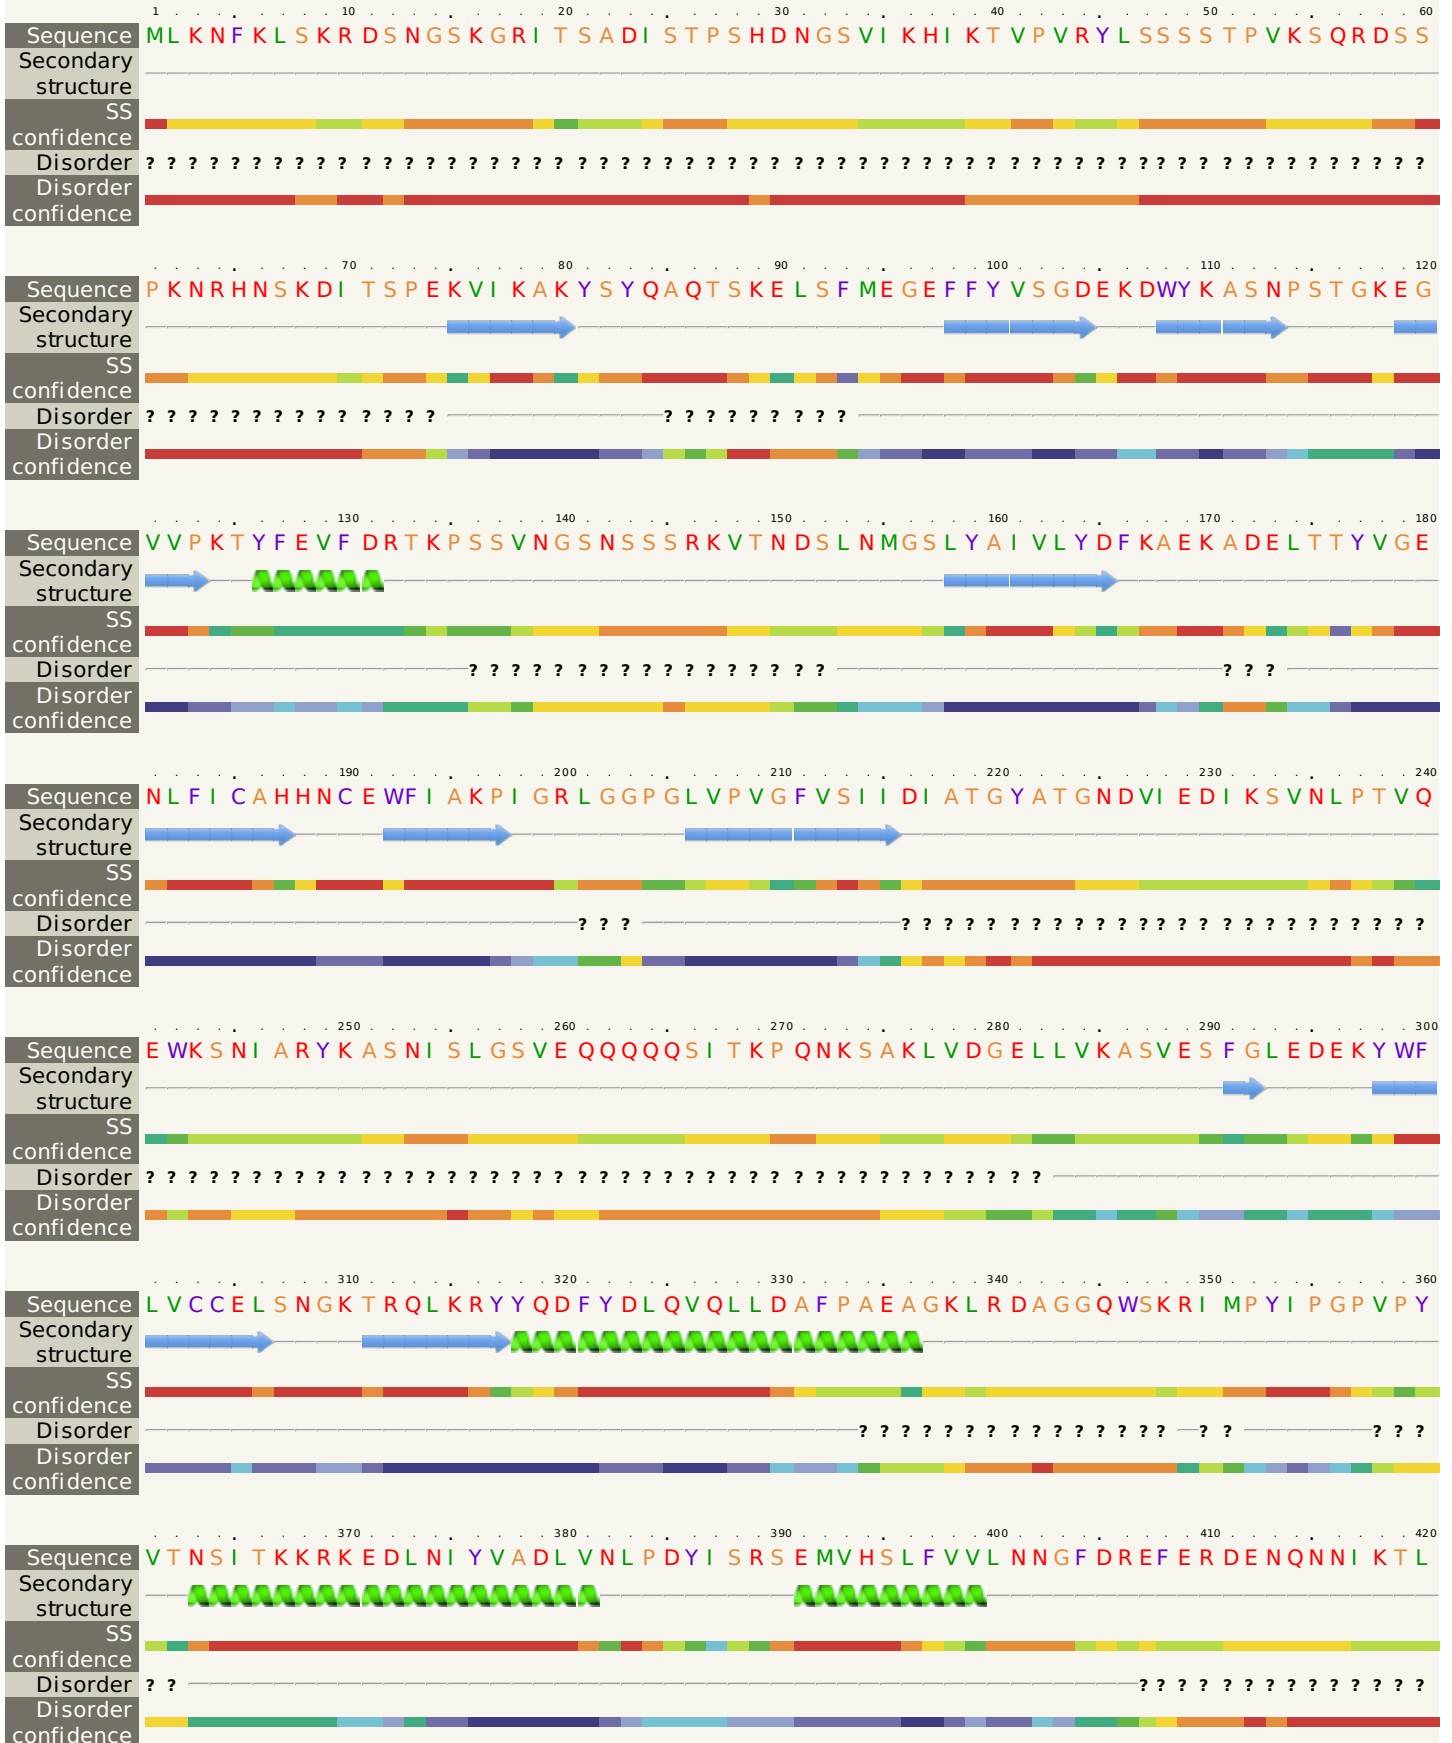 1 10 20 30 40 50 60
Sequence MLKNFKLSKRDSNGSKGRITSADISTPSHDNGSVIKHIKTVPVRYLSSSSTPVKSQRDSS
Secondary
structure
SS
confidence
Disorder ????????????????????????????????????????????????????????????
Disorder
confidence
70 80 90 100 110 120
Sequence PKNRHNSKDITSPEKVIKAKYSYQAQTSKELSFMEGEFFYVSGDEKDWYKASNPSTGKEG
Secondary
structure
SS
confidence
Disorder ?????????????? ?????????
Disorder
confidence
130 140 150 160 170 180
Sequence VVPKTYFEVFDRTKPSSVNGSNSSSRKVTNDSLNMGSLYAIVLYDFKAEKADELTTYVGE
Secondary
structure
SS
confidence
Disorder ????????????????? ???
Disorder
confidence
190 200 210 220 230 240
Sequence NLFICAHHNCEWFIAKPIGRLGGPGLVPVGFVSIIDIATGYATGNDVIEDIKSVNLPTVQ
Secondary
structure
SS
confidence
Disorder ??? ?????????????????????????
Disorder
confidence
250 260 270 280 290 300
Sequence EWKSNIARYKASNISLGSVEQQQQQSITKPQNKSAKLVDGELLVKASVESFGLEDEKYWF
Secondary
structure
SS
confidence
Disorder ??????????????????????????????????????????
Disorder
confidence
310 320 330 340 350 360
Sequence LVCCELSNGKTRQLKRYYQDFYDLQVQLLDAFPAEAGKLRDAGGQWSKRIMPYIPGPVPY
Secondary
structure
SS
confidence
Disorder ??????????????? ?? ???
Disorder
confidence
370 380 390 400 410 420
Sequence VTNSITKKRKEDLNIYVADLVNLPDYISRSEMVHSLFVVLNNGFDREFERDENQNNIKTL
Secondary
structure
SS
confidence
Disorder ?? ??????????????
Disorder
confidence